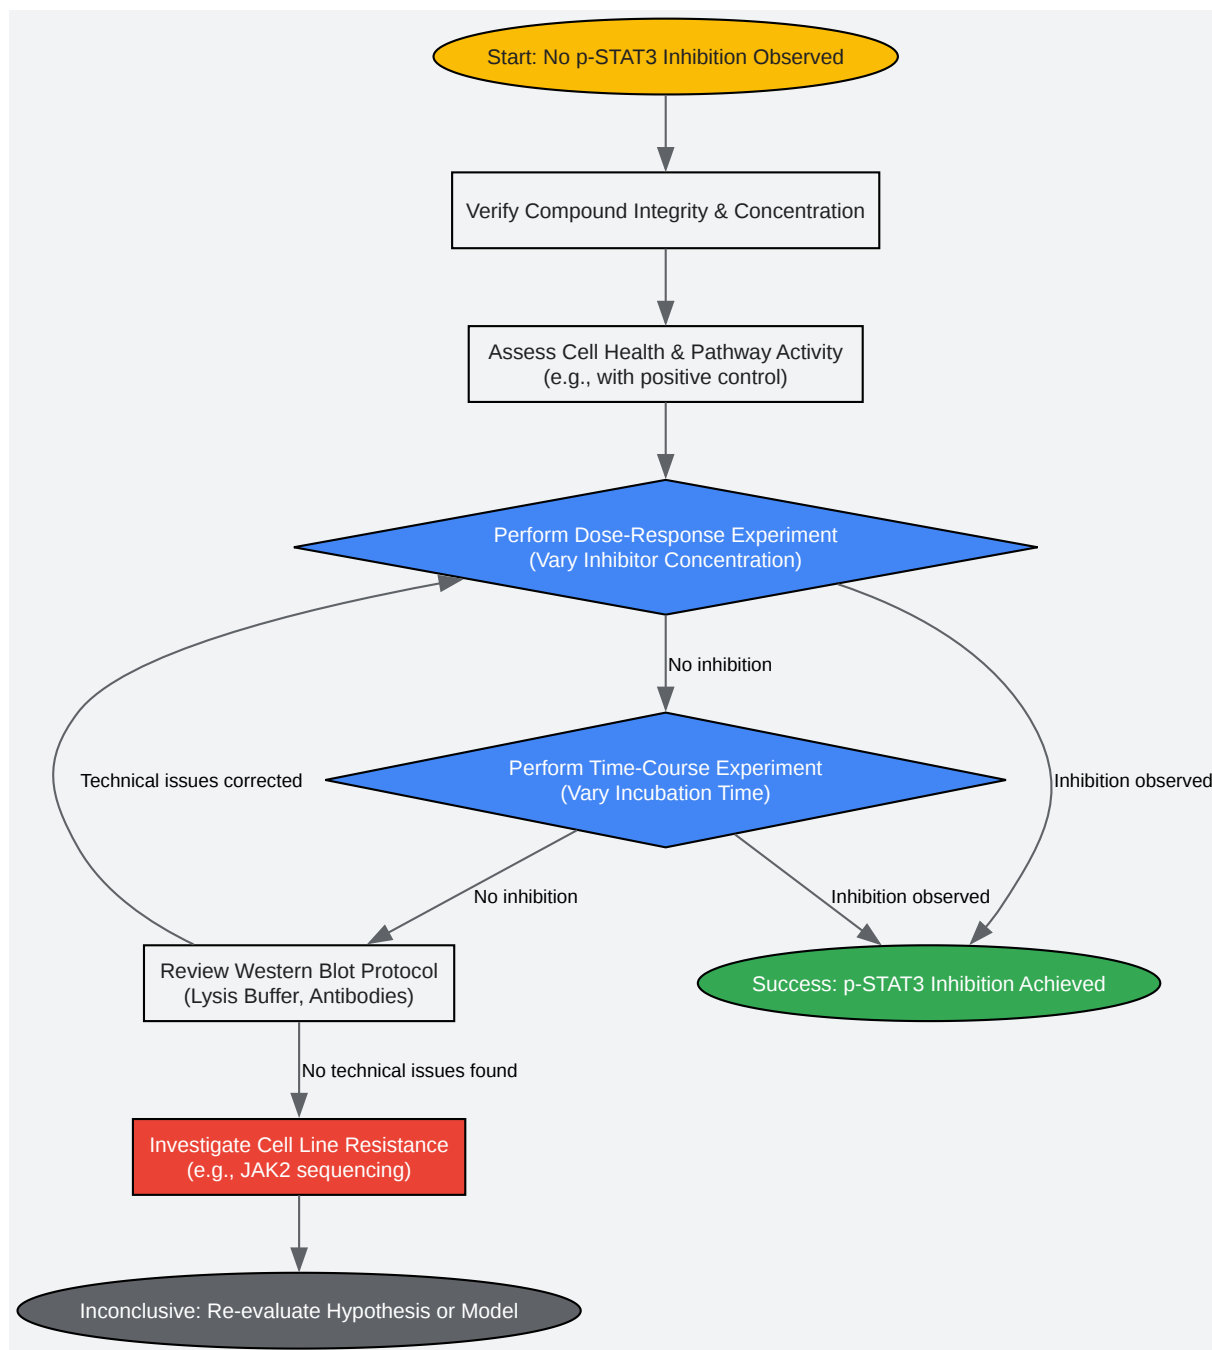 Start: No p-STAT3 Inhibition Observed
Verify Compound Integrity & Concentration
Assess Cell Health & Pathway Activity
(e.g., with positive control)
Perform Dose-Response Experiment
(Vary Inhibitor Concentration)
No inhibition
Perform Time-Course Experiment
(Vary Incubation Time)
Technical issues corrected
Inhibition observed
No inhibition
Inhibition observed
Review Western Blot Protocol
(Lysis Buffer, Antibodies)
Success: p-STAT3 Inhibition Achieved
No technical issues found
Investigate Cell Line Resistance
(e.g., JAK2 sequencing)
Inconclusive: Re-evaluate Hypothesis or Model